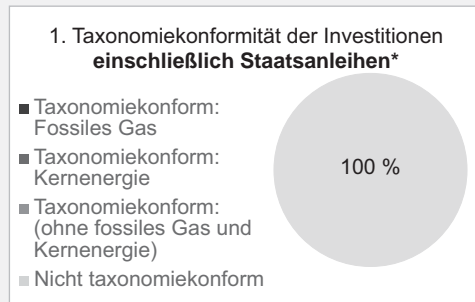 1. Taxonomiekonformität der Investitionen
einschließlich Staatsanleihen*
Taxonomiekonform:
Fossiles Gas
Taxonomiekonform:
Kernenergie
Taxonomiekonform:
(ohne fossiles Gas und
Kernenergie)
Nicht taxonomiekonform
100 %